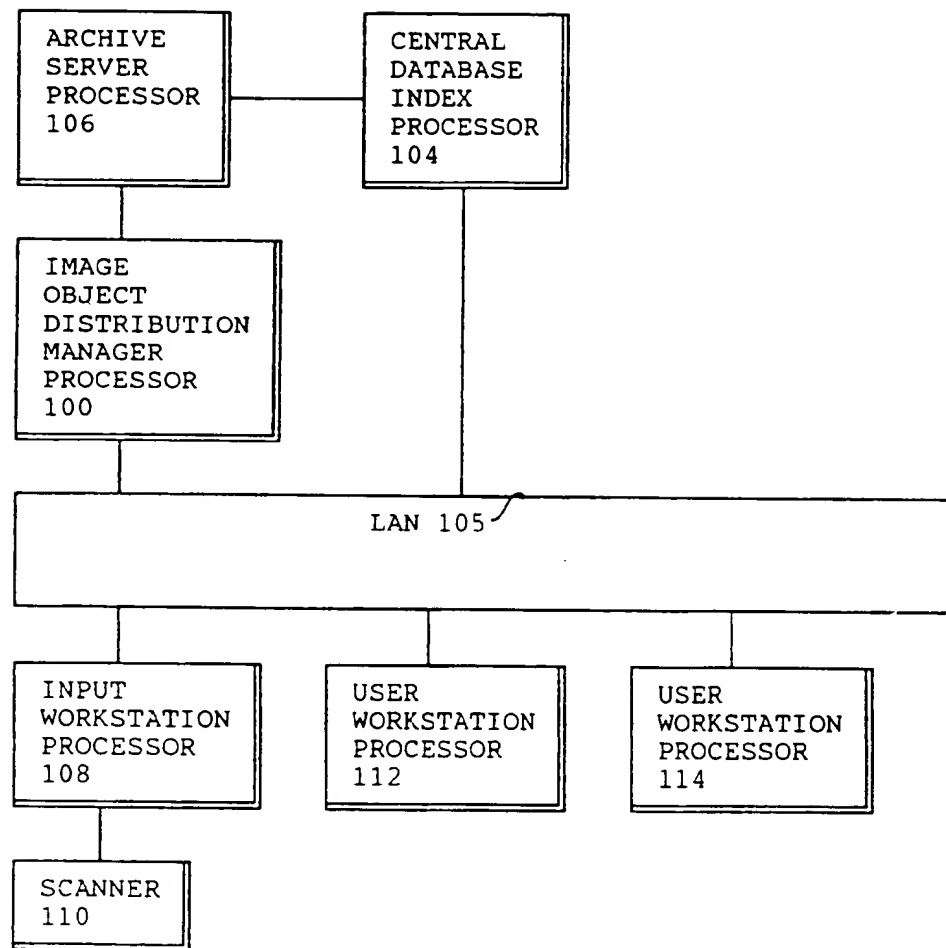 ARCHIVE
SERVER
PROCESSOR
106
CENTRAL
DATABASE
INDEX
PROCESSOR
104
IMAGE
OBJECT
DISTRIBUTION
MANAGER
PROCESSOR
100
LAN 105
INPUT
WORKSTATION
PROCESSOR
108
USER
WORKSTATION
PROCESSOR
112
USER
WORKSTATION
PROCESSOR
114
SCANNER
110